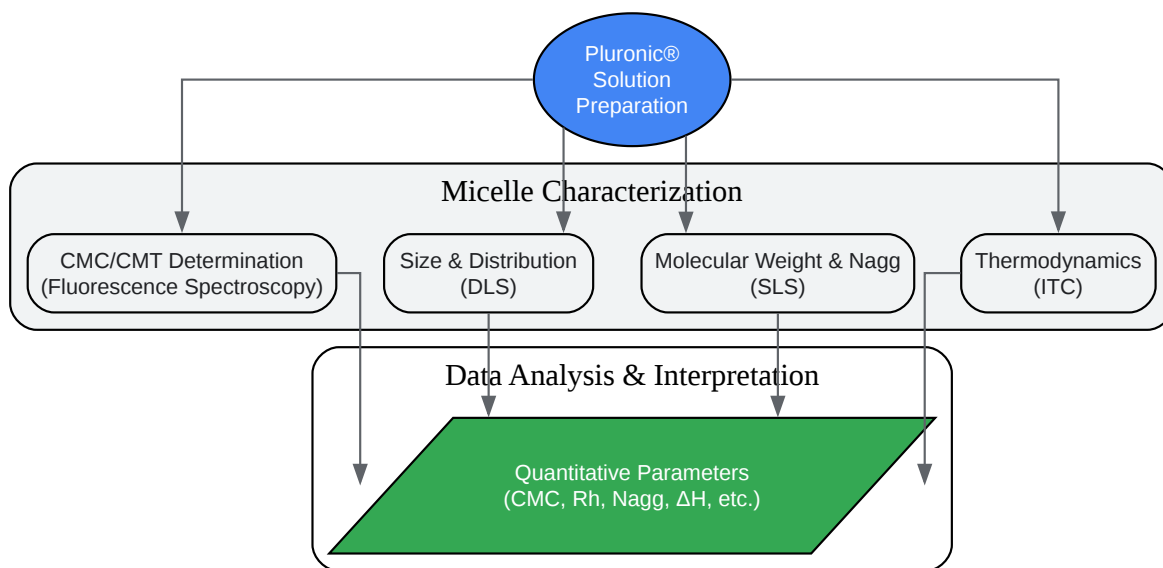 Pluronic®
Solution
Preparation
Micelle Characterization
CMC/CMT Determination
(Fluorescence Spectroscopy)
Size & Distribution
(DLS)
Molecular Weight & Nagg
(SLS)
Thermodynamics
(ITC)
Data Analysis & Interpretation
Quantitative Parameters
(CMC, Rh, Nagg, ΔH, etc.)